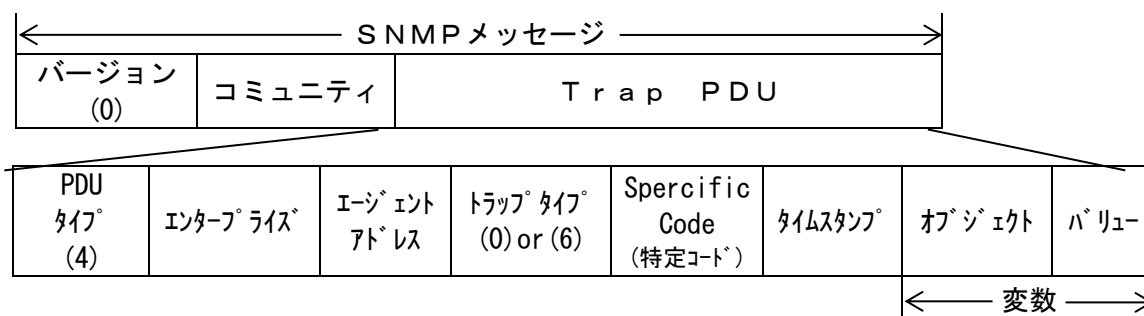 ＳＮＭＰメッセージ
バージョン
(0)
コミュニティ
Ｔｒａｐ　ＰＤＵ
PDU
ﾀｲﾌﾟ
(4)
ｴﾝﾀｰﾌﾟﾗｲｽﾞ
ｴｰｼﾞｪﾝﾄ
ｱﾄﾞﾚｽ
ﾄﾗｯﾌﾟﾀｲﾌﾟ
(0)or(6)
Spercific
Code
(特定ｺｰﾄﾞ)
ﾀｲﾑｽﾀﾝﾌﾟ
ｵﾌﾞｼﾞｪｸﾄ
ﾊﾞﾘｭｰ
変数